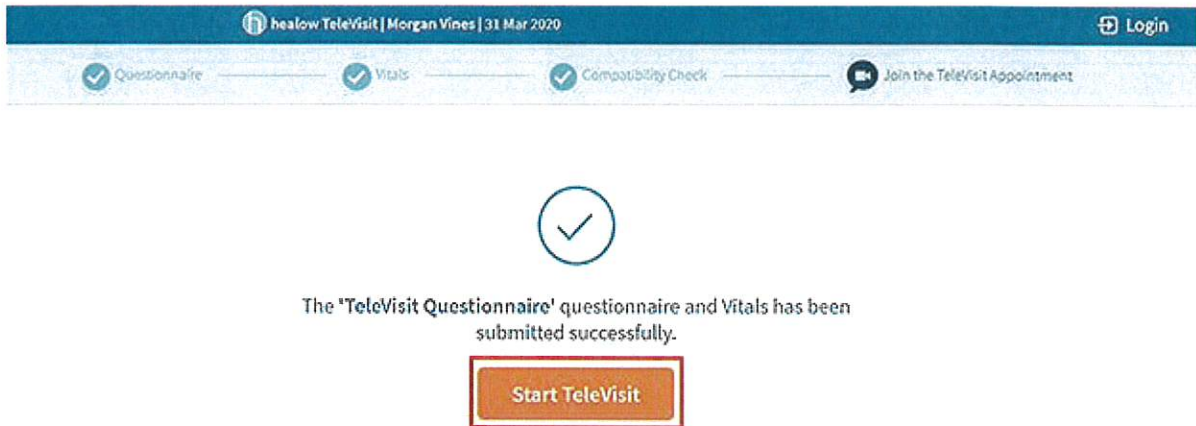 healow TeleVisit | Morgan Vines | 31 Mar 2020
Login
Questionnaire
Vitals
Compatibility Check
Join the TeleVisit Appointment
The "TeleVisit Questionnaire' questionnaire and Vitals has been
submitted successfully.
Start TeleVisit